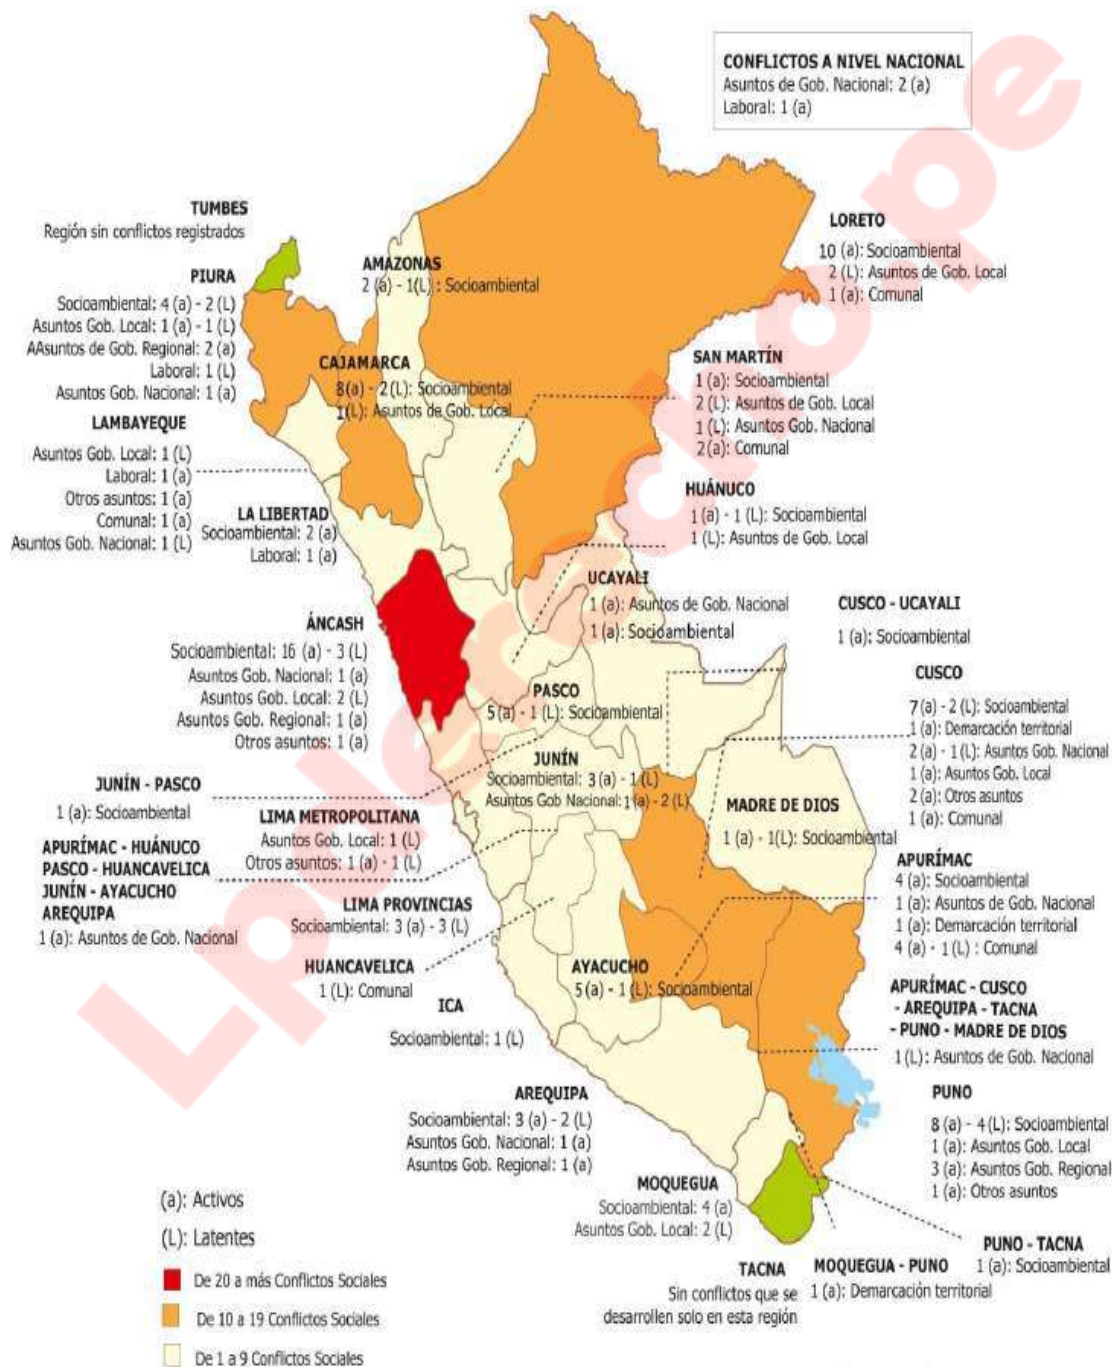 CONFLICTOS A NIVEL NACIONAL
Asuntos de Gob. Nacional: 2 (a)
Laboral: 1 (a)
TUMBES
Región sin conflictos registrados
PIURA
Socioambiental: 4 (a) - 2 (L)
Asuntos Gob. Local: 1 (a) - 1 (L)
AAsuntos de Gob. Regional: 2 (a)
Laboral: 1 (L)
Asuntos Gob. Nacional: 1 (a)
LAMBAYEQUE
Asuntos Gob. Local: 1 (L)
Laboral: 1 (a)
Otros asuntos: 1 (a)
Comunal: 1 (a)
Asuntos Gob. Nacional: 1 (L)
AMAZONAS
2 (a) - 1(L) : Socioambiental
CAJAMARCA
8(a) - 2(L): Socioambiental
1(L): Asuntos de Gob. Local
LA LIBERTAD
Socioambiental: 2 (a)
Laboral: 1 (a)
LORETO
10 (a): Socioambiental
2 (L): Asuntos de Gob. Local
1 (a): Comunal
SAN MARTÍN
1 (a): Socioambiental
2 (L): Asuntos de Gob. Local
1 (L): Asuntos Gob. Nacional
2(a): Comunal
HUÁNUCO
1 (a) - 1 (L): Socioambiental
1 (L): Asuntos de Gob. Local
UCAYALI
1 (a): Asuntos de Gob. Nacional
1 (a): Socioambiental
CUSCO - UCAYALI
1 (a): Socioambiental
ÁNCASH
Socioambiental: 16 (a) - 3 (L)
Asuntos Gob. Nacional: 1 (a)
Asuntos Gob. Local: 2 (L)
Asuntos Gob. Regional: 1 (a)
Otros asuntos: 1 (a)
PASCO
5 (a) - 1 (L): Socioambiental
CUSCO
7(a) - 2 (L): Socioambiental
1 (a): Demarcación territorial
2 (a) - 1(L): Asuntos Gob. Nacional
1 (a): Asuntos Gob. Local
2 (a): Otros asuntos
1 (a): Comunal
JUNÍN
Socioambiental: 3 (a) - 1 (L)
Asuntos Gob Nacional: 1 (a) - 2 (L)
JUNÍN - PASCO
1 (a): Socioambiental
LIMA METROPOLITANA
Asuntos Gob. Local: 1 (L)
Otros asuntos: 1 (a) - 1 (L)
MADRE DE DIOS
1 (a) - 1(L): Socioambiental
APURÍMAC - HUÁNUCO
PASCO - HUANCAVELICA
JUNÍN - AYACUCHO
AREQUIPA
1 (a): Asuntos de Gob. Nacional
APURÍMAC
4 (a): Socioambiental
1 (a): Asuntos de Gob. Nacional
1 (a): Demarcación territorial
4 (a) - 1 (L) : Comunal
LIMA PROVINCIAS
Socioambiental: 3 (a) - 3 (L)
HUANCAVELICA
1 (L): Comunal
AYACUCHO
5 (a) - 1 (L): Socioambiental
APURÍMAC - CUSCO
- AREQUIPA - TACNA
- PUNO - MADRE DE DIOS
1 (L): Asuntos de Gob. Nacional
ICA
Socioambiental: 1 (L)
AREQUIPA
Socioambiental: 3 (a) - 2 (L)
Asuntos Gob. Nacional: 1 (a)
Asuntos Gob. Regional: 1 (a)
PUNO
8 (a) - 4 (L): Socioambiental
1 (a): Asuntos Gob. Local
3 (a): Asuntos Gob. Regional
1 (a): Otros asuntos
MOQUEGUA
Socioambiental: 4 (a)
Asuntos Gob. Local: 2 (L)
PUNO - TACNA
1 (a): Socioambiental
TACNA
Sin conflictos que se
desarrollen solo en esta región
MOQUEGUA - PUNO
1 (a): Demarcación territorial
(a): Activos
(L): Latentes
De 20 a más Conflictos Sociales
De 10 a 19 Conflictos Sociales
De 1 a 9 Conflictos Sociales
Lpderecho.pe